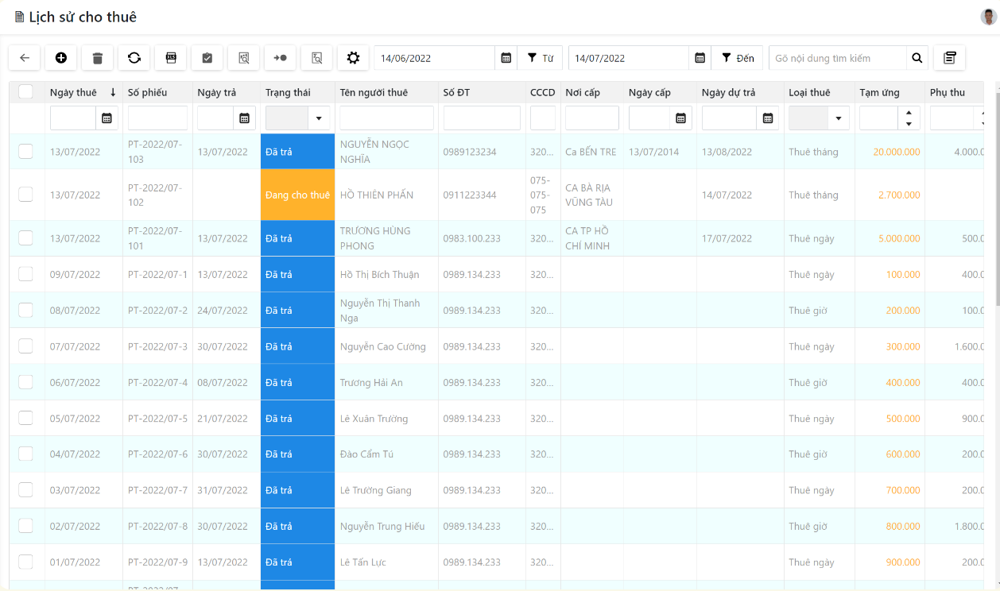 Lịch sử cho thuê
XLS
14/06/2022 Từ 14/07/2022 Đến Gõ nội dung tìm kiếm
Ngày thuê Số phiếu Ngày trả Trạng thái Tên người thuê Số ĐT CCCD Nơi cấp Ngày cấp Ngày dự trả Loại thuê Tạm ứng Phụ thu
13/07/2022 PT-2022/07-103 13/07/2022 Đã trả NGUYỄN NGỌC NGHĨA 0989123234 320... Ca BẾN TRE 13/07/2014 13/08/2022 Thuê tháng 20.000.000 4.000.0
13/07/2022 PT-2022/07-102 Đang cho thuê HỒ THIÊN PHẤN 0911223344 075-075-075 CA BÀ RỊA VŨNG TÀU 14/07/2022 Thuê tháng 2.700.000
13/07/2022 PT-2022/07-101 13/07/2022 Đã trả TRƯƠNG HÙNG PHONG 0983.100.233 320... CA TP HỒ CHÍ MINH 17/07/2022 Thuê ngày 5.000.000 500.0
09/07/2022 PT-2022/07-1 13/07/2022 Đã trả Hồ Thị Bích Thuận 0989.134.233 320... Thuê ngày 100.000 400.0
08/07/2022 PT-2022/07-2 24/07/2022 Đã trả Nguyễn Thị Thanh Nga 0989.134.233 320... Thuê giờ 200.000 100.0
07/07/2022 PT-2022/07-3 30/07/2022 Đã trả Nguyễn Cao Cường 0989.134.233 320... Thuê ngày 300.000 1.600.0
06/07/2022 PT-2022/07-4 08/07/2022 Đã trả Trương Hải An 0989.134.233 320... Thuê giờ 400.000 400.0
05/07/2022 PT-2022/07-5 21/07/2022 Đã trả Lê Xuân Trường 0989.134.233 320... Thuê ngày 500.000 900.0
04/07/2022 PT-2022/07-6 30/07/2022 Đã trả Đào Cẩm Tú 0989.134.233 320... Thuê giờ 600.000 200.0
03/07/2022 PT-2022/07-7 31/07/2022 Đã trả Lê Trường Giang 0989.134.233 320... Thuê ngày 700.000 200.0
02/07/2022 PT-2022/07-8 30/07/2022 Đã trả Nguyễn Trung Hiếu 0989.134.233 320... Thuê giờ 800.000 1.800.0
01/07/2022 PT-2022/07-9 13/07/2022 Đã trả Lê Tấn Lực 0989.134.233 320... Thuê ngày 900.000 200.0